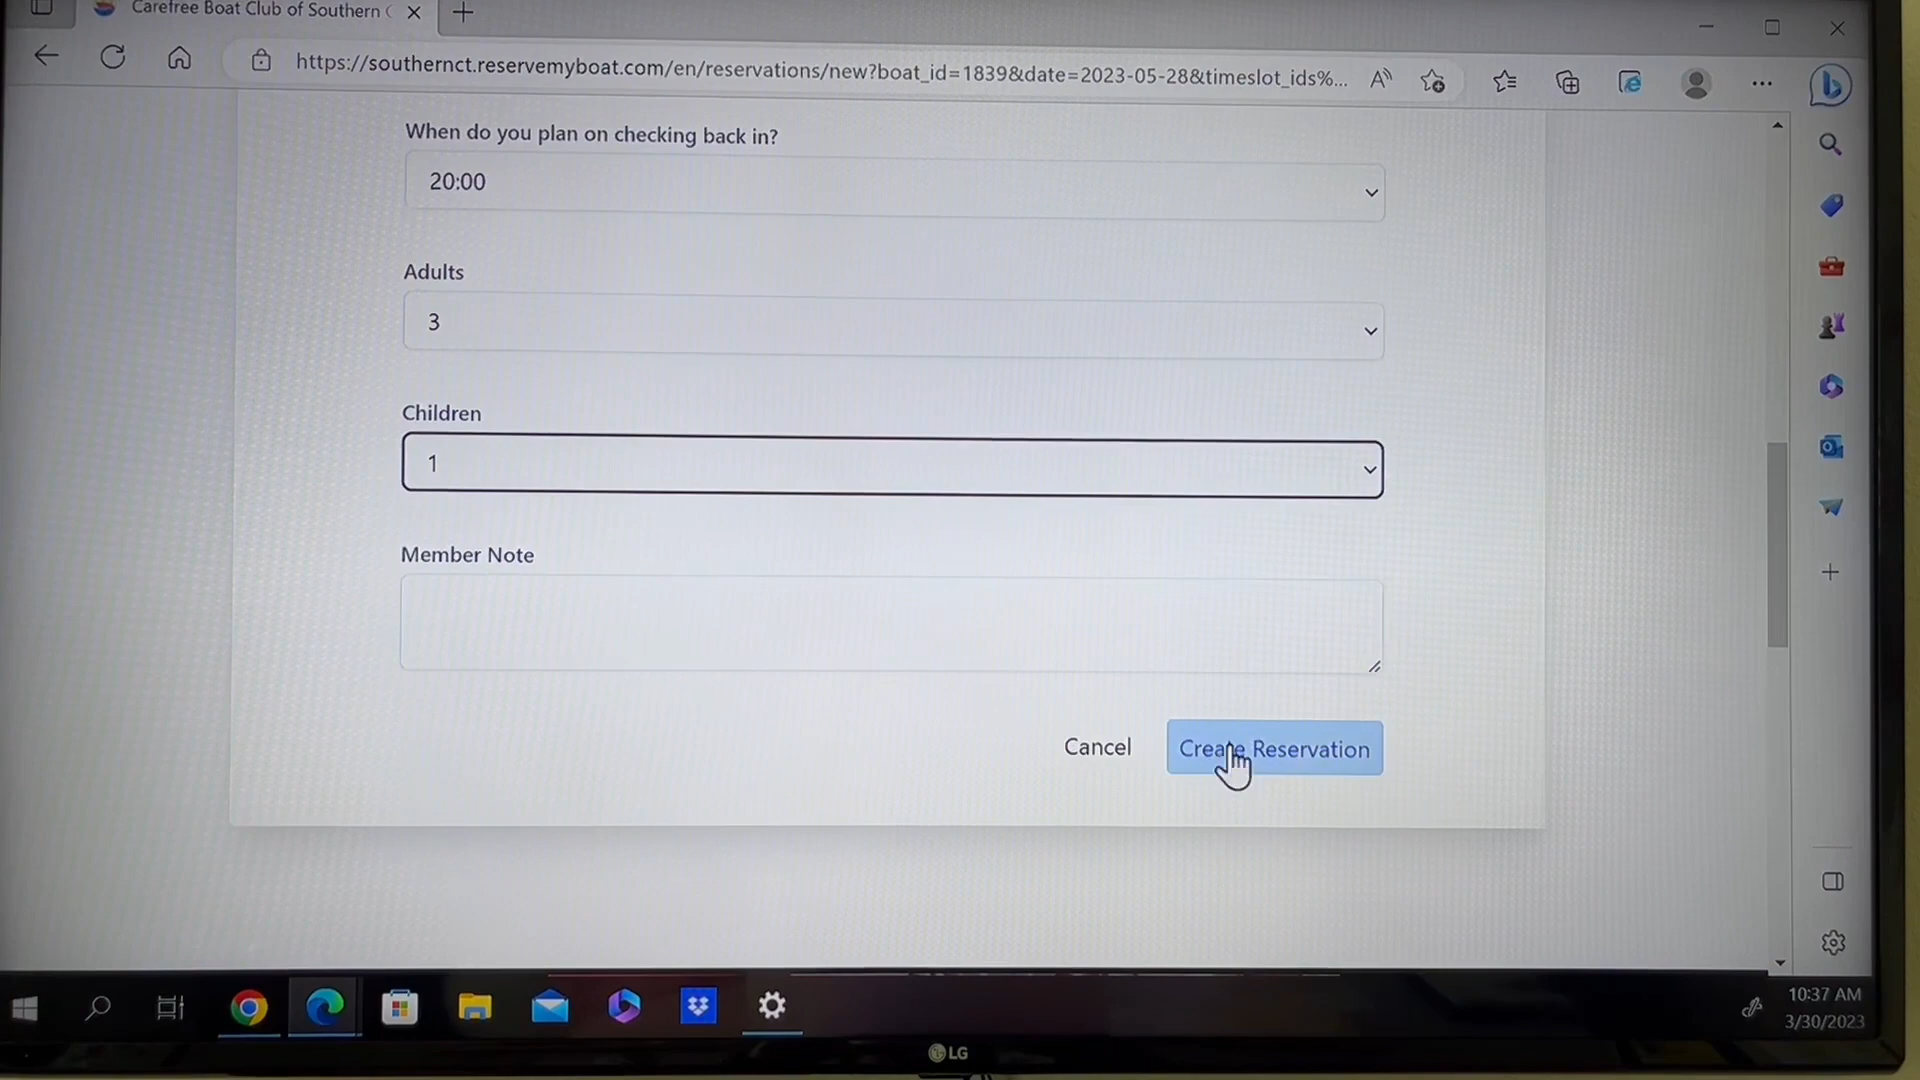 Carefree Boat Club of Southern
https://southernct.reservemyboat.com/en/reservations/new?boat_id=1839&date=2023-05-28&timeslot_ids%...
When do you plan on checking back in?
20:00
Adults
3
Children
1
Member Note
Cancel
Create Reservation
10:37 AM
3/30/2023
LG